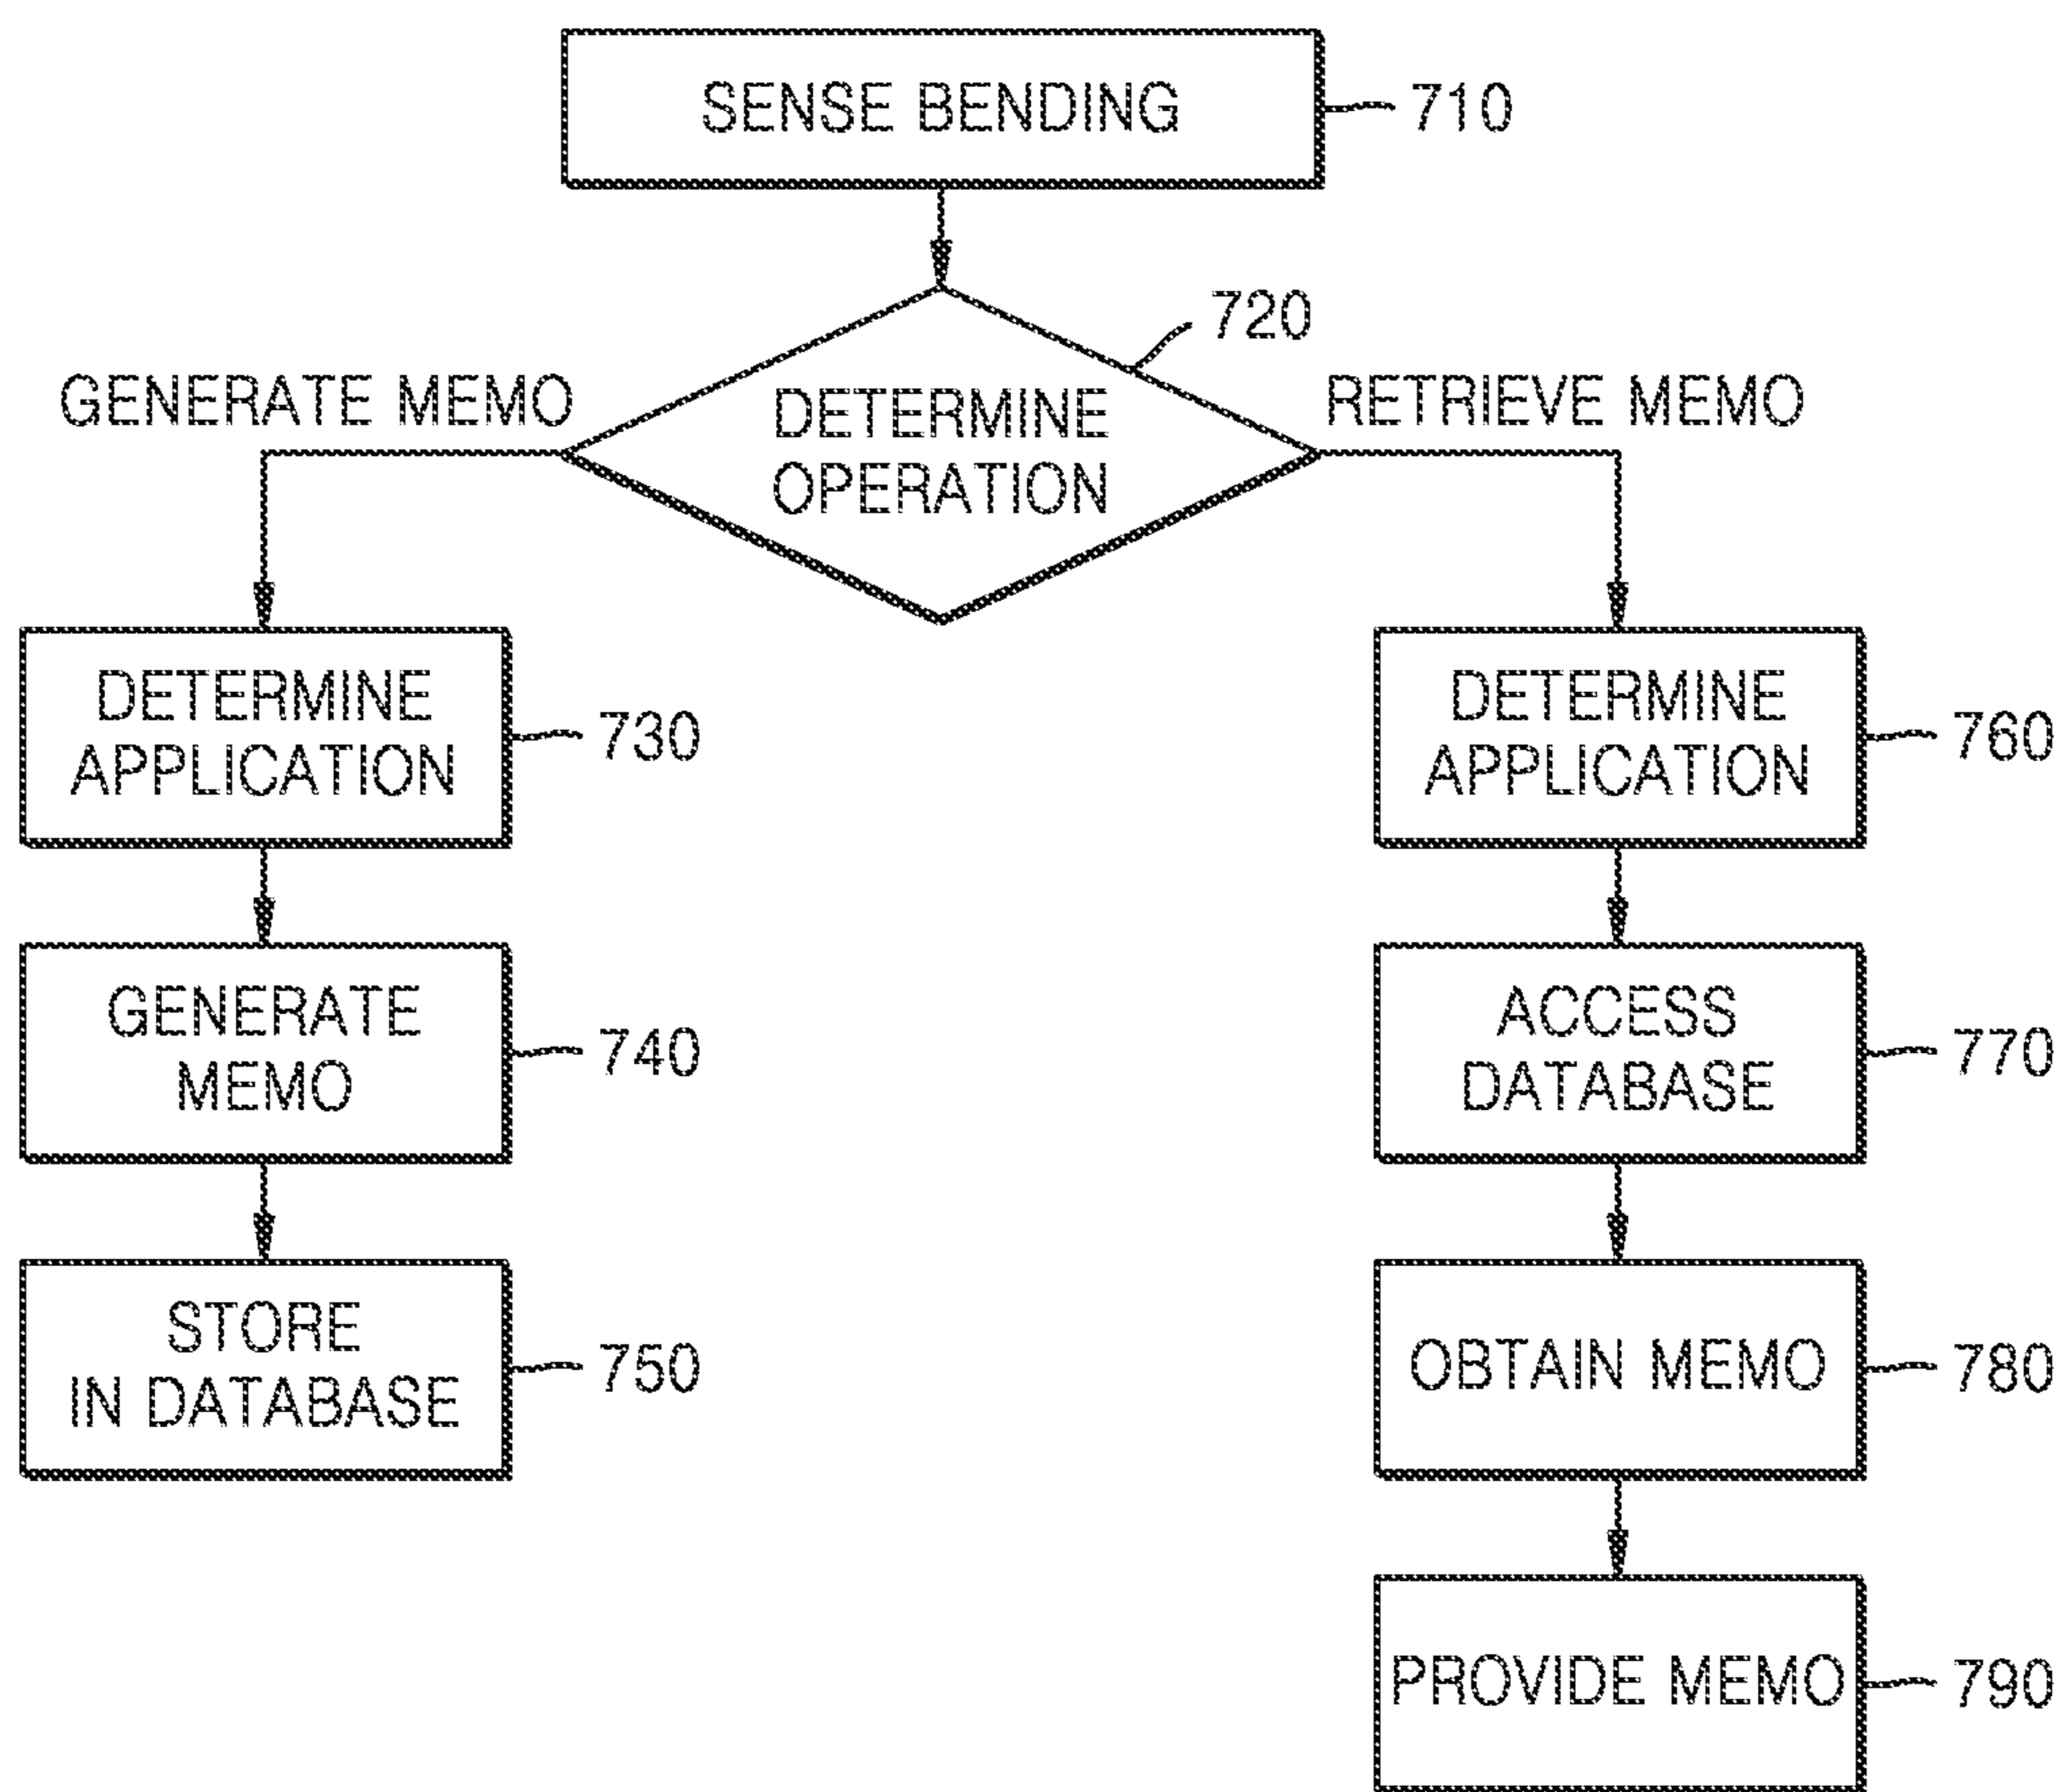 SENSE BENDING
710
720
GENERATE MEMO
DETERMINE
OPERATION
RETRIEVE MEMO
DETERMINE
APPLICATION
730
DETERMINE
APPLICATION
760
GENERATE
MEMO
740
ACCESS
DATABASE
770
STORE
IN DATABASE
750
OBTAIN MEMO
780
PROVIDE MEMO
790